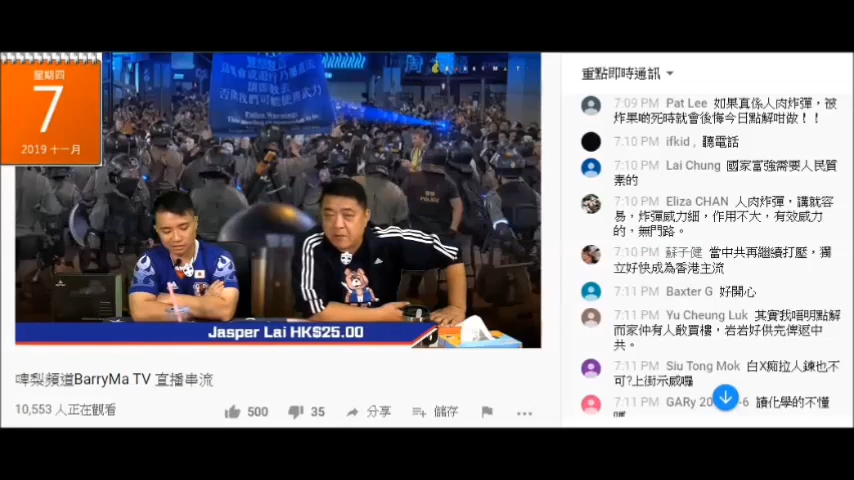 星期四
7
2019 十一月
警告
Jasper Lai HK$25.00
POLICE
啤梨頻道BarryMa TV 直播串流
10,553 人正在觀看
500
35
分享
儲存
重點即時通訊
7:09 PM Pat Lee 如果真係人肉炸彈，被
炸果啲死時就會後悔今日點解咁做！！
7:10 PM ifkid , 聽電話
7:10 PM Lai Chung 國家富強需要人民質
素的
7:10 PM Eliza CHAN 人肉炸彈，講就容
易，炸彈威力細，作用不大，有效威力
的，無門路。
7:10 PM 蘇子健 當中共再繼續打壓，獨
立好快成為香港主流
7:11 PM Baxter G 好開心
7:11 PM Yu Cheung Luk 其實我唔明點解
而家仲有人敢買樓，岩岩好供完俾返中
共。
7:11 PM Siu Tong Mok 白X痴拉人鍊也不
可?上街示威囉
7:11 PM GARy 20 -6 讀化學的不懂